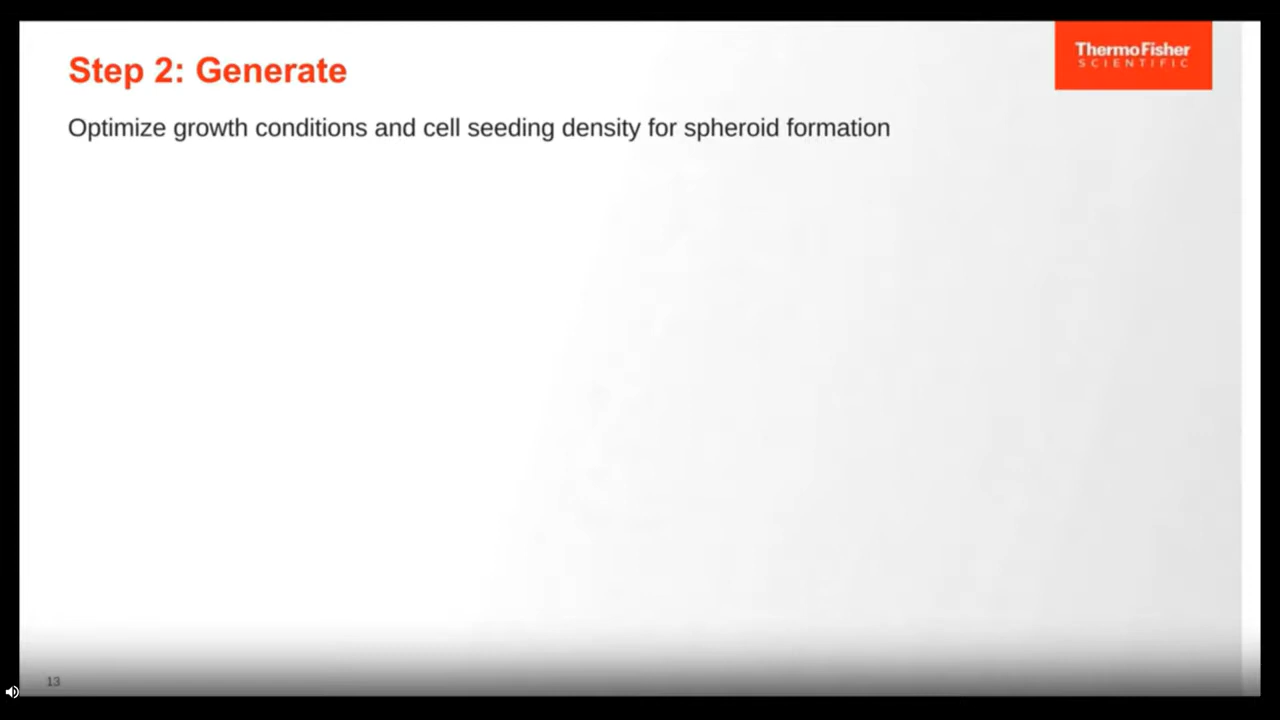 Step 2: Generate
ThermoFisher
SCIENTIFIC
Optimize growth conditions and cell seeding density for spheroid formation
13